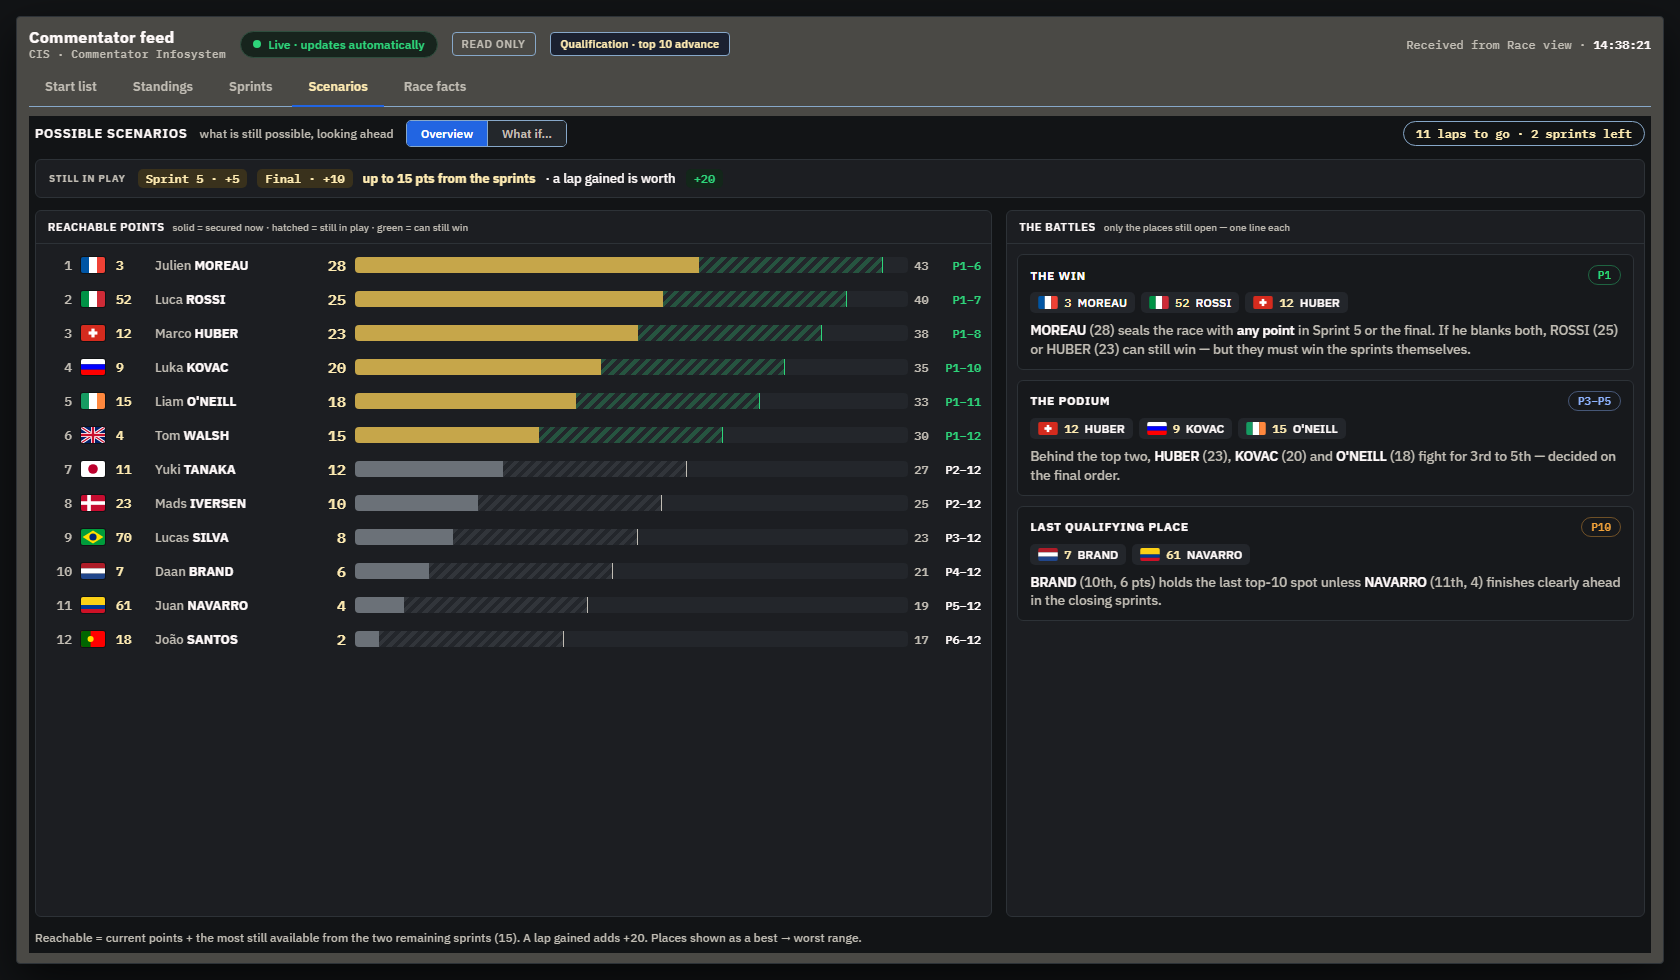 Commentator feed
CIS · Commentator Infosystem
Live · updates automatically
READ ONLY
Qualification · top 10 advance
Received from Race view · 14:38:21
Start list
Standings
Sprints
Scenarios
Race facts
POSSIBLE SCENARIOS what is still possible, looking ahead
Overview
What if...
11 laps to go · 2 sprints left
STILL IN PLAY Sprint 5 · +5 Final · +10 up to 15 pts from the sprints · a lap gained is worth +20
REACHABLE POINTS solid = secured now · hatched = still in play · green = can still win
1 3 Julien MOREAU 28 43 P1–6
2 52 Luca ROSSI 25 40 P1–7
3 12 Marco HUBER 23 38 P1–8
4 9 Luka KOVAC 20 35 P1–10
5 15 Liam O'NEILL 18 33 P1–11
6 4 Tom WALSH 15 30 P1–12
7 11 Yuki TANAKA 12 27 P2–12
8 23 Mads IVERSEN 10 25 P2–12
9 70 Lucas SILVA 8 23 P3–12
10 7 Daan BRAND 6 21 P4–12
11 61 Juan NAVARRO 4 19 P5–12
12 18 João SANTOS 2 17 P6–12
THE BATTLES only the places still open — one line each
THE WIN P1
3 MOREAU 52 ROSSI 12 HUBER
MOREAU (28) seals the race with any point in Sprint 5 or the final. If he blanks both, ROSSI (25)
or HUBER (23) can still win — but they must win the sprints themselves.
THE PODIUM P3–P5
12 HUBER 9 KOVAC 15 O'NEILL
Behind the top two, HUBER (23), KOVAC (20) and O'NEILL (18) fight for 3rd to 5th — decided on
the final order.
LAST QUALIFYING PLACE P10
7 BRAND 61 NAVARRO
BRAND (10th, 6 pts) holds the last top-10 spot unless NAVARRO (11th, 4) finishes clearly ahead
in the closing sprints.
Reachable = current points + the most still available from the two remaining sprints (15). A lap gained adds +20. Places shown as a best → worst range.